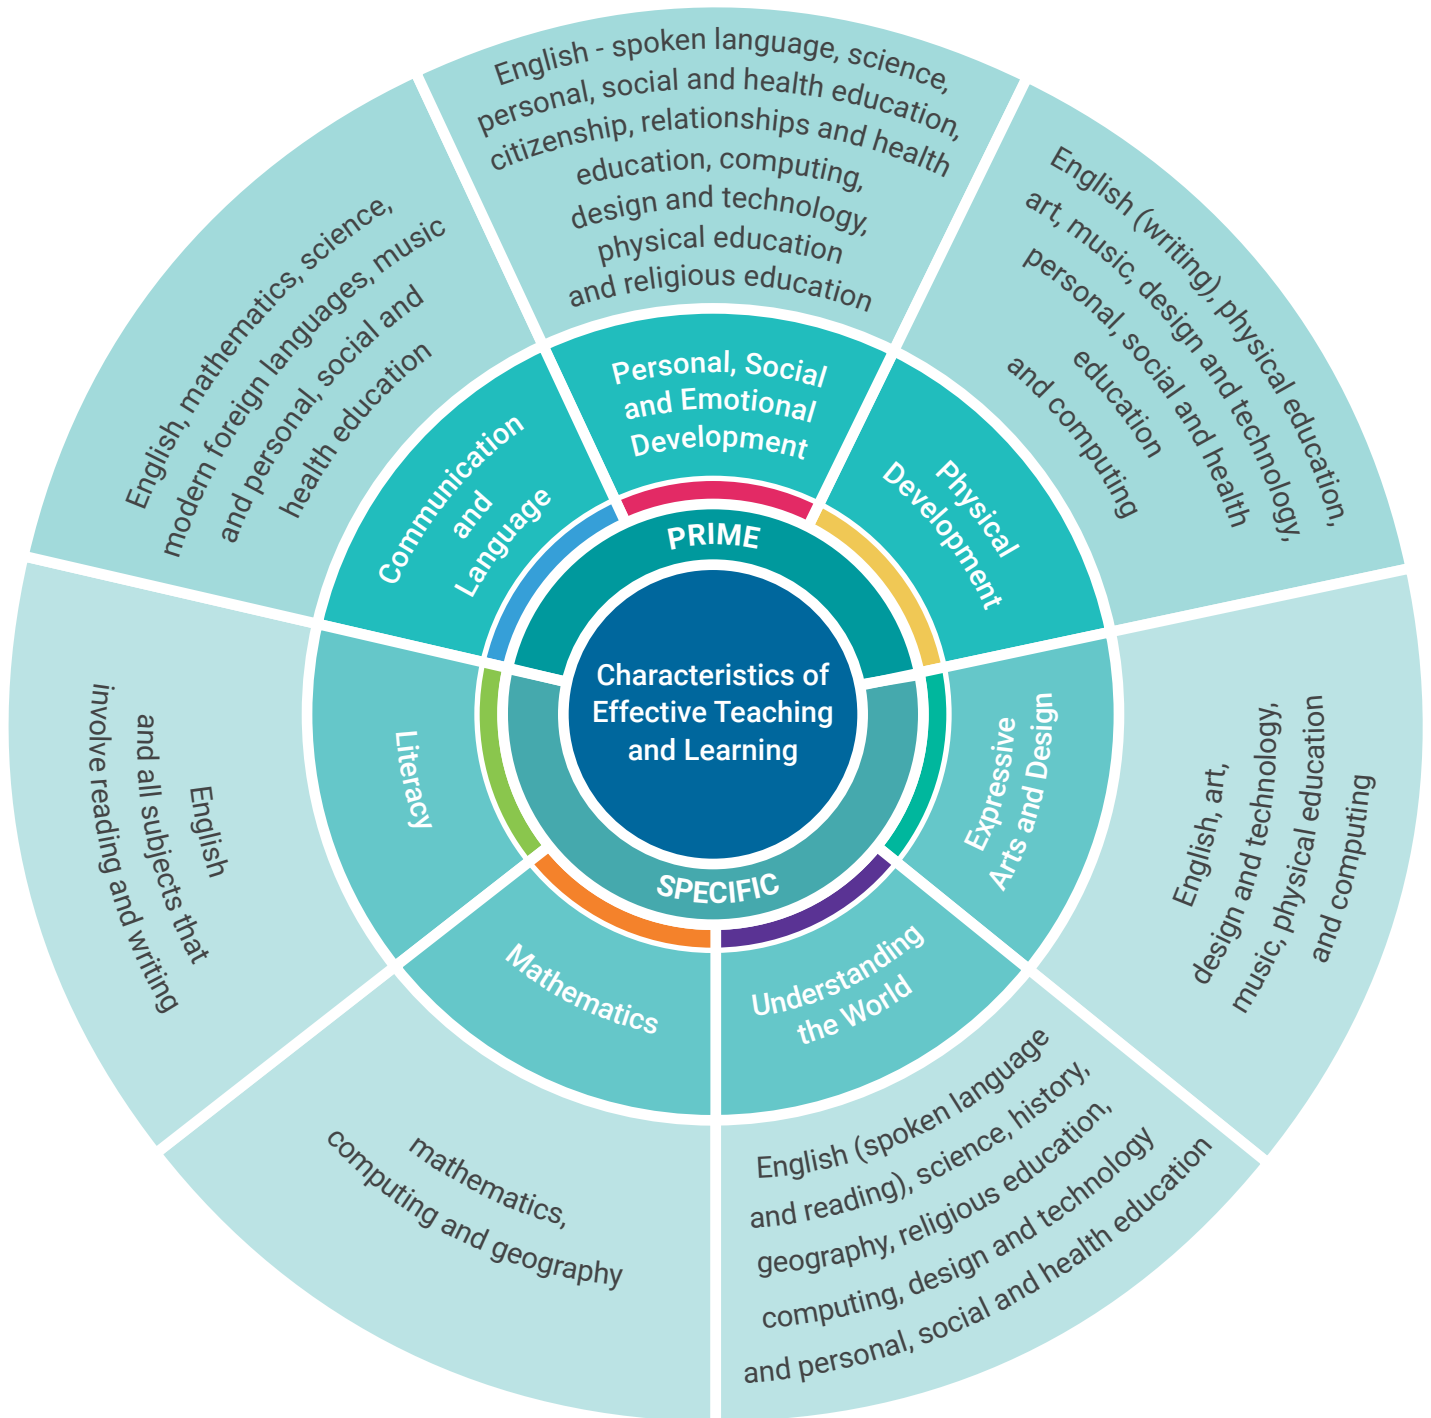 English - spoken language, science,
personal, social and health education,
citizenship, relationships and health
education, computing,
design and technology,
physical education
and religious education
Personal, Social
and Emotional
Development
English (writing), physical education,
art, music, design and technology,
personal, social and health
education
and computing
Physical
Development
English, art,
design and technology,
music, physical education
and computing
Expressive
Arts and Design
English (spoken language
and reading), science, history,
geography, religious education,
computing, design and technology
and personal, social and health education
Understanding
the World
mathematics,
computing and geography
Mathematics
English
and all subjects that
involve reading and writing
Literacy
English, mathematics, science,
modern foreign languages, music
and personal, social and
health education
Communication
and
Language
PRIME
Characteristics of
Effective Teaching
and Learning
SPECIFIC